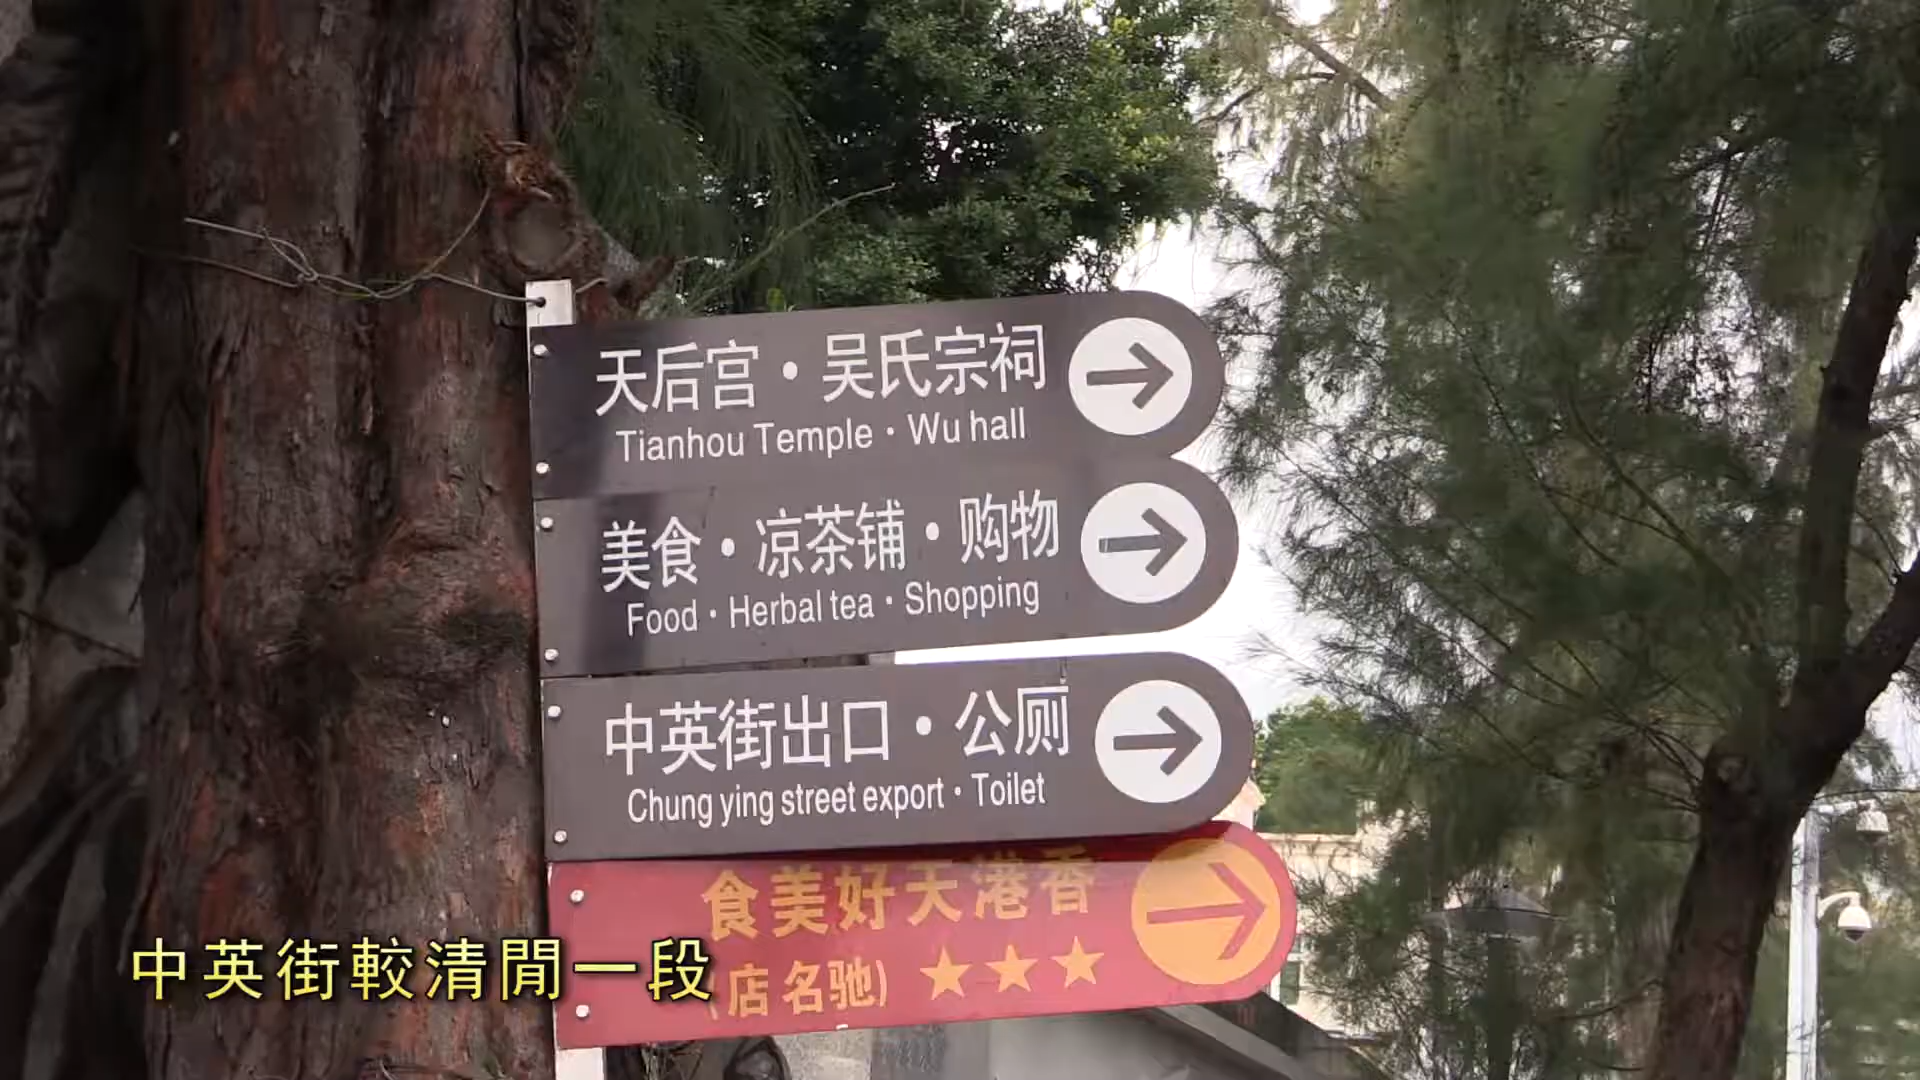 天后宫·吴氏宗祠
Tianhou Temple·Wu hall
美食·凉茶铺·购物
Food·Herbal tea·Shopping
中英街出口·公厕
Chung ying street export·Toilet
食美好天港香
(店名驰)★★★
中英街較清閒一段